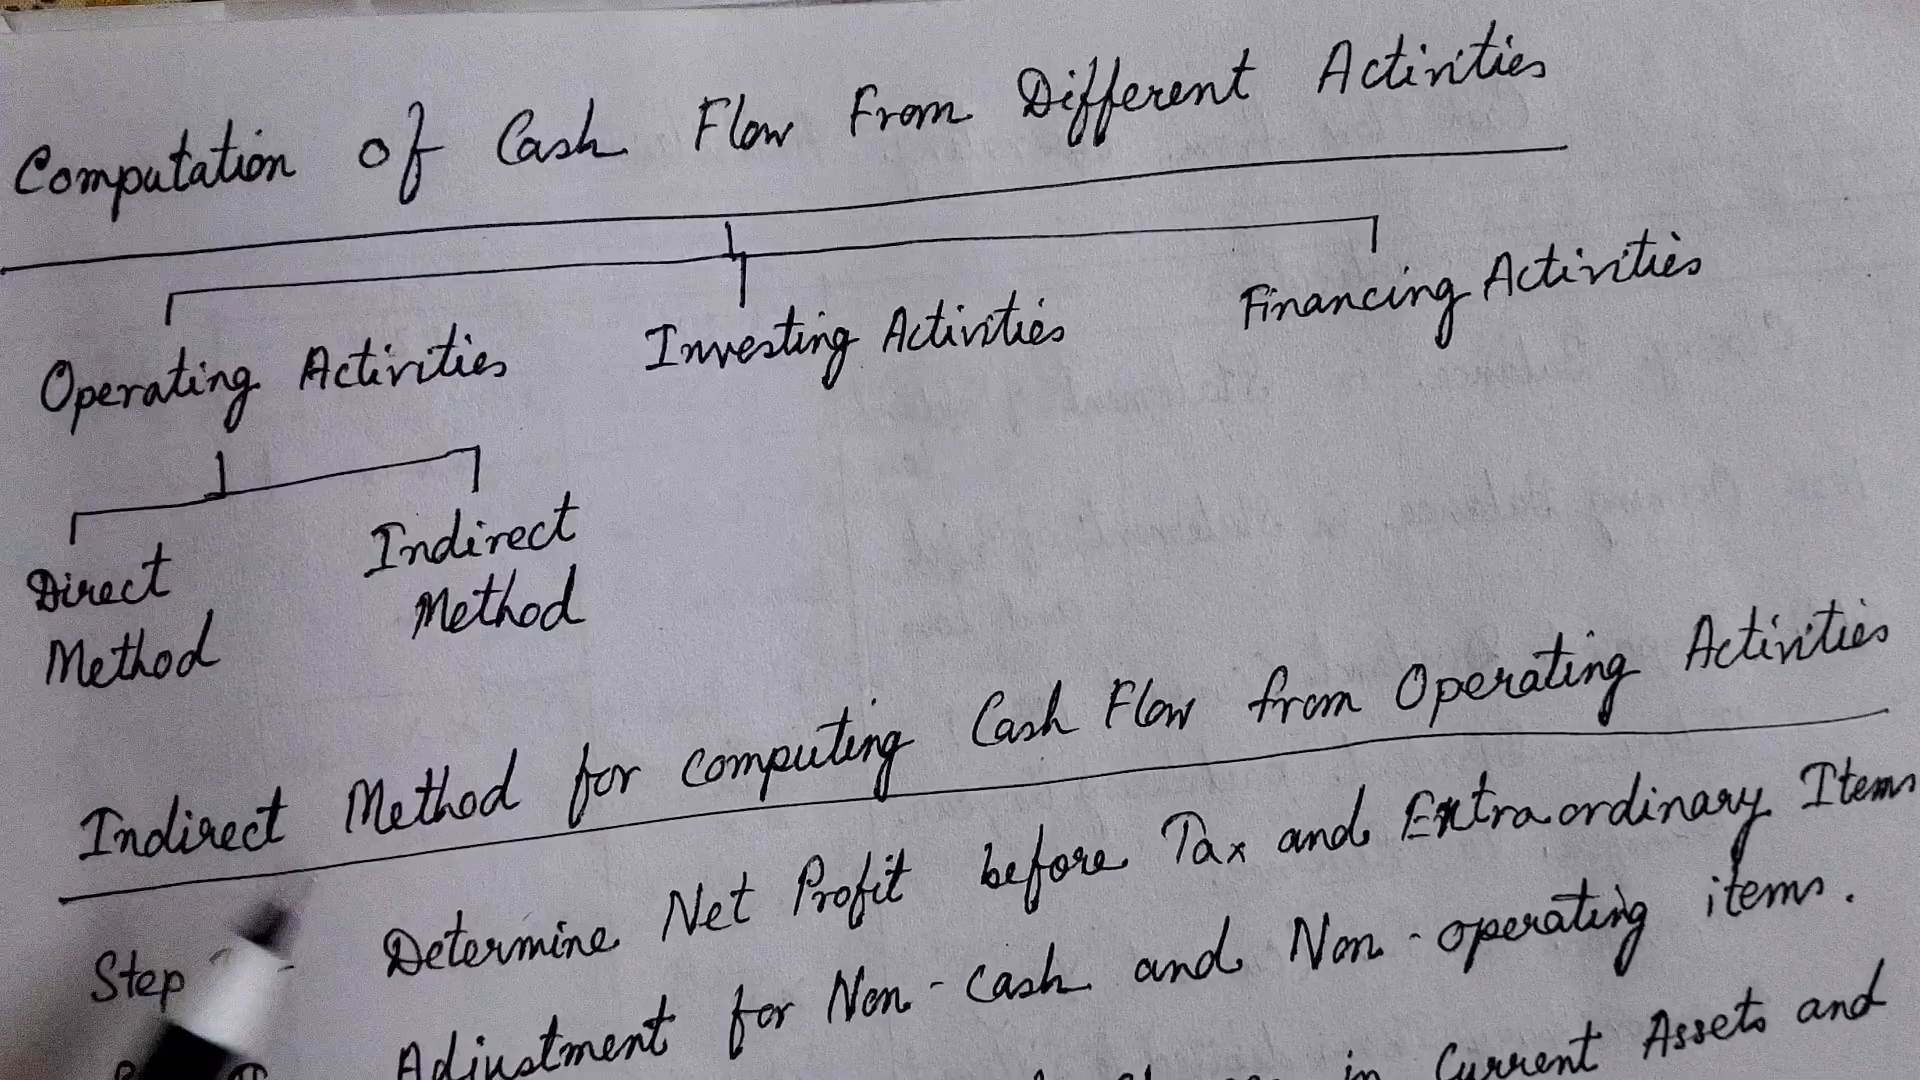 Computation of Cash Flow From Different Activities
Operating Activities Investing Activities Financing Activities
Direct Method
Indirect Method
Indirect Method for computing Cash Flow from Operating Activities
Step Determine Net Profit before Tax and Extraordinary Items
Adjustment for Non-cash and Non-operating items.
in Current Assets and